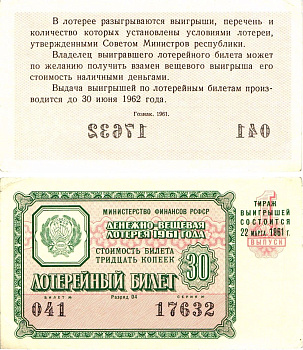 В лотерее разыгрываются выигрыши, перечень и
количество которых установлены условиями лотереи,
утвержденными Советом Министров республики.
Владелец выигравшего лотерейного билета может
по желанию получить взамен вещевого выигрыша его
стоимость наличными деньгами.
Выдача выигрышей по лотерейным билетам произ-
водится до 30 июня 1962 года.
Гознак. 1961.
17632
041
МИНИСТЕРСТВО ФИНАНСОВ РСФСР
ДЕНЕЖНО-ВЕЩЕВАЯ
ЛОТЕРЕЯ 1961 ГОДА
СТОИМОСТЬ БИЛЕТА
ТРИДЦАТЬ КОПЕЕК
30
ЛОТЕРЕЙНЫЙ БИЛЕТ
041
17632
БИЛЕТ №
Разряд 04
СЕРИЯ №
1
ТИРАЖ
ВЫИГРЫШЕЙ
СОСТОИТСЯ
22 МАРТА 1961 г.
ВЫПУСК